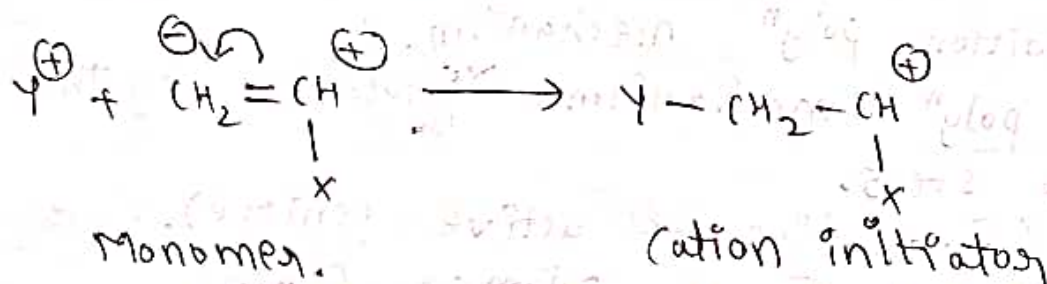 Y⊕ + ⊖CH2=CH⊕ ⟶ Y-CH2-CH⊕
X X
Monomer. Cation initiator